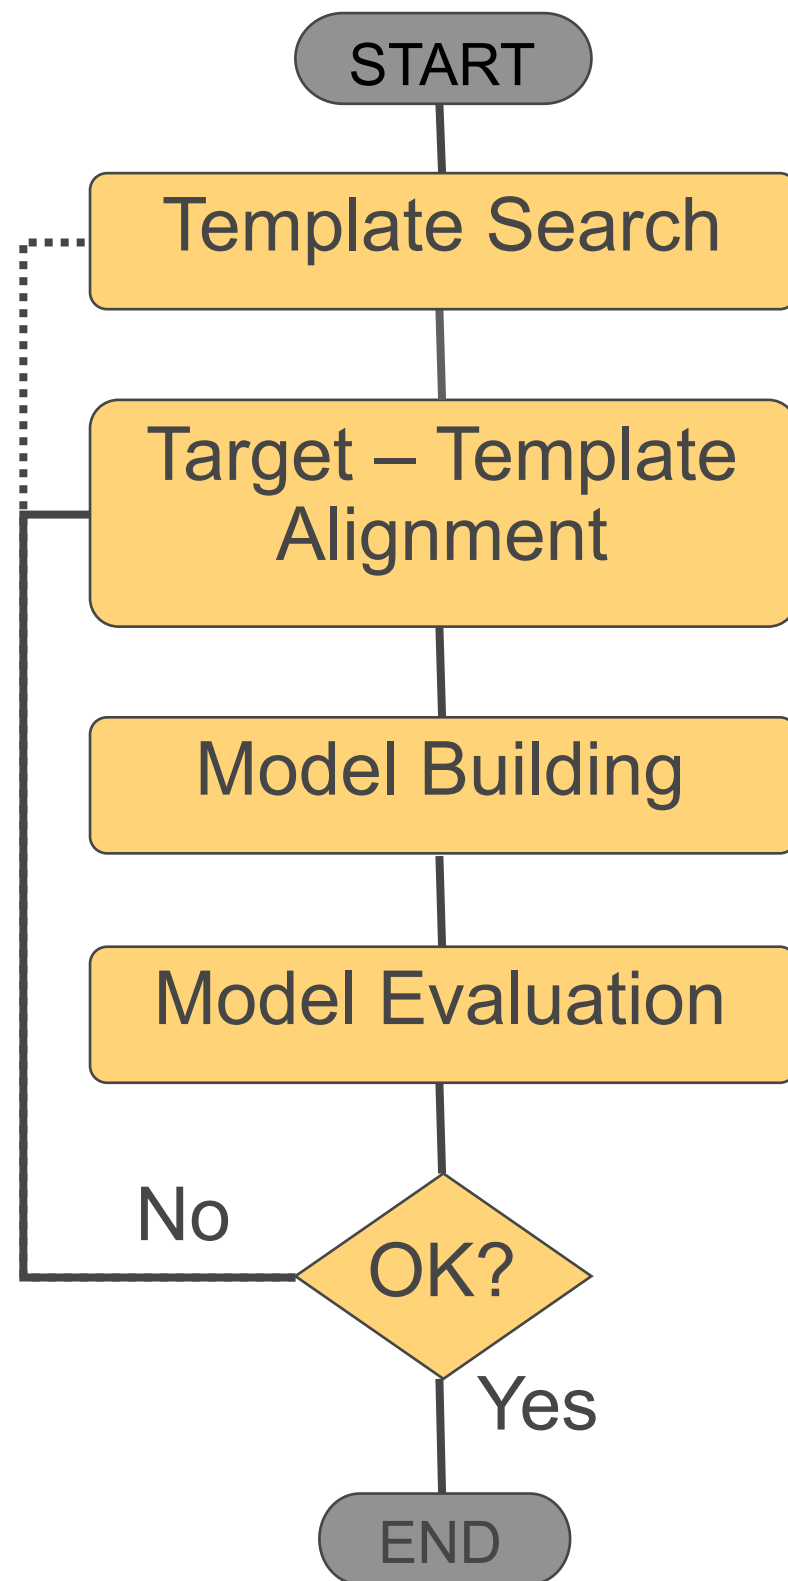 START
Template Search
Target – Template
Alignment
Model Building
Model Evaluation
No
OK?
Yes
END